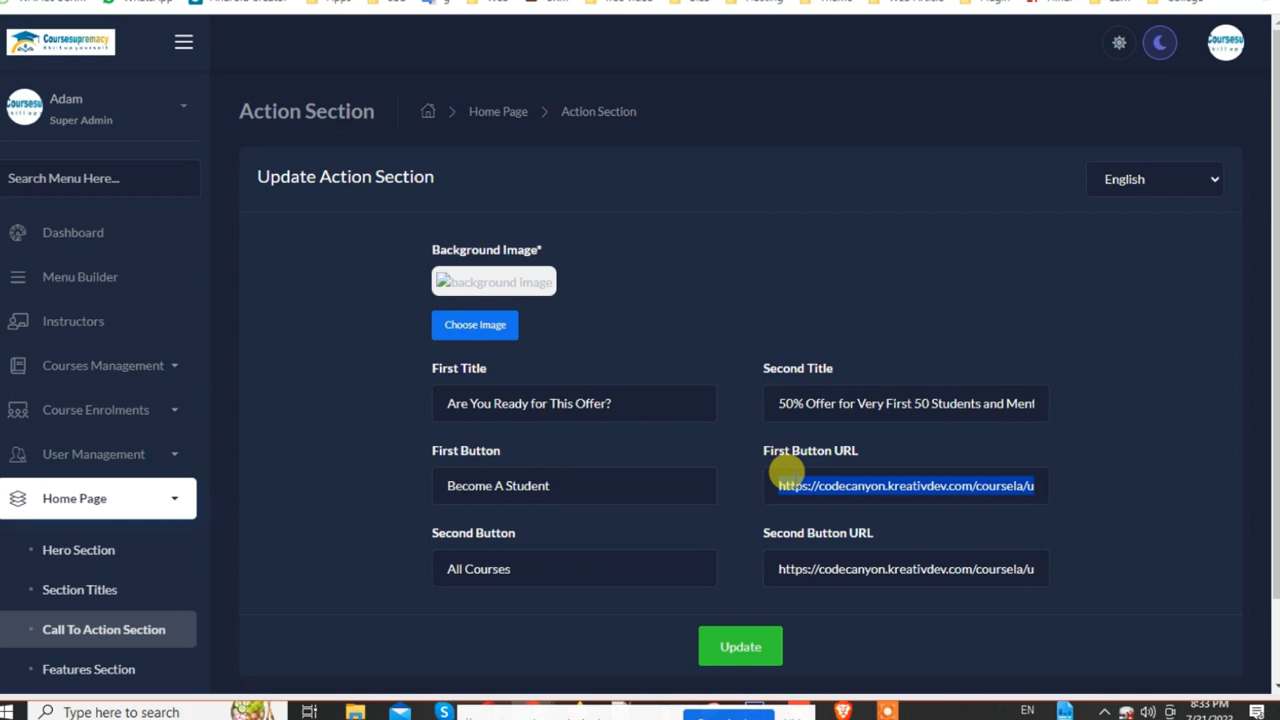 Coursesupremacy
Adam
Super Admin
Search Menu Here...
Dashboard
Menu Builder
Instructors
Courses Management
Course Enrolments
User Management
Home Page
Hero Section
Section Titles
Call To Action Section
Features Section
Action Section
Home Page
Action Section
Update Action Section
English
Background Image*
background image
Choose Image
First Title
Second Title
Are You Ready for This Offer?
50% Offer for Very First 50 Students and Ment
First Button
First Button URL
Become A Student
https://codecanyon.kreativdev.com/coursela/u
Second Button
Second Button URL
All Courses
https://codecanyon.kreativdev.com/coursela/u
Update
Type here to search
EN
8:33 PM